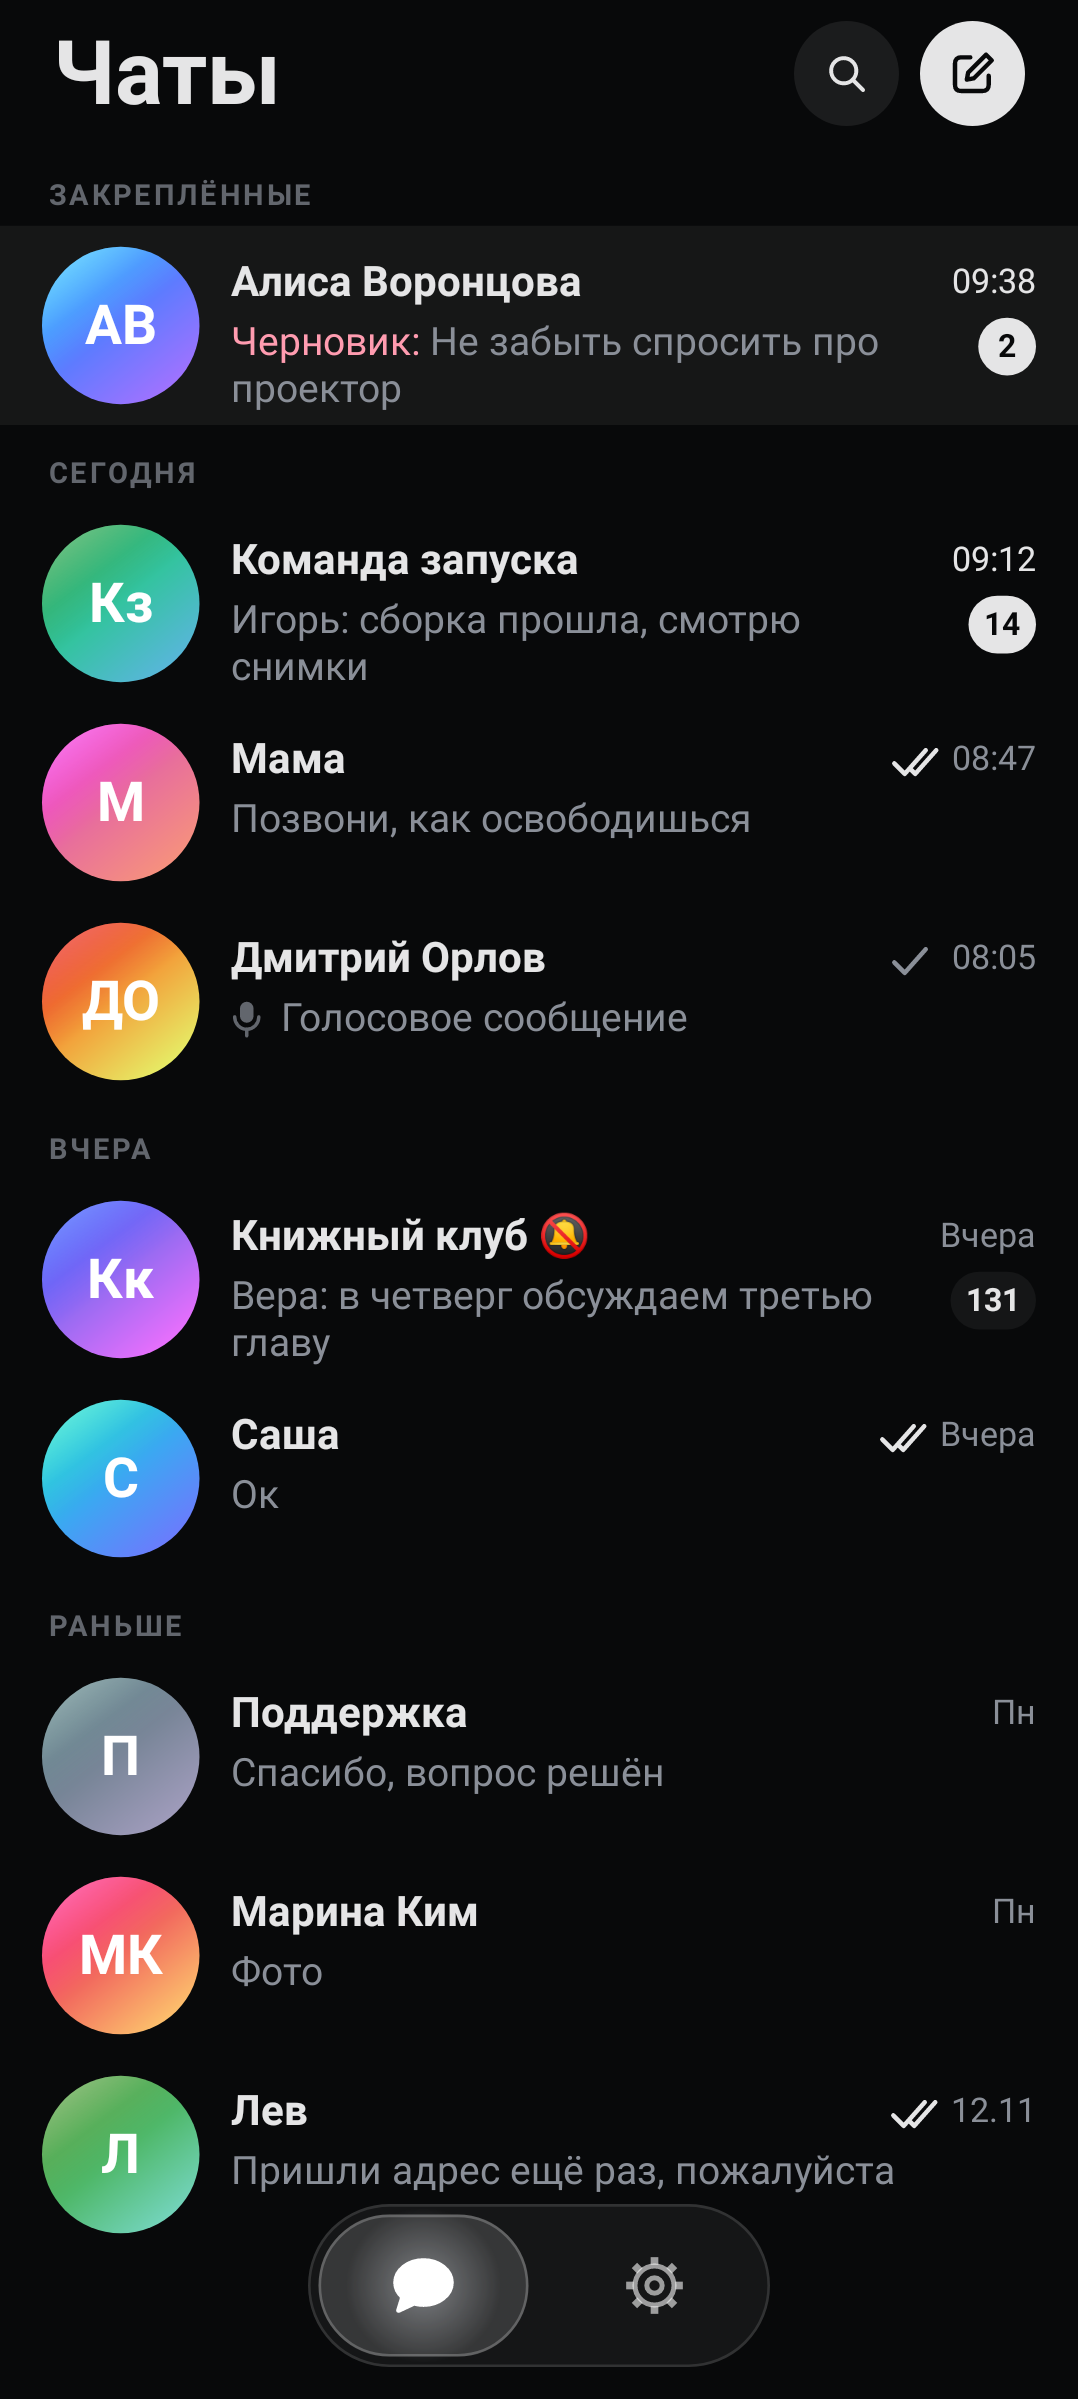 Чаты
ЗАКРЕПЛЁННЫЕ
АВ
Алиса Воронцова
09:38
Черновик: Не забыть спросить про
проектор
2
СЕГОДНЯ
Кз
Команда запуска
09:12
Игорь: сборка прошла, смотрю
снимки
14
М
Мама
08:47
Позвони, как освободишься
ДО
Дмитрий Орлов
08:05
Голосовое сообщение
ВЧЕРА
Кк
Книжный клуб 🔕
Вчера
Вера: в четверг обсуждаем третью
главу
131
С
Саша
Вчера
Ок
РАНЬШЕ
П
Поддержка
Пн
Спасибо, вопрос решён
МК
Марина Ким
Пн
Фото
Л
Лев
12.11
Пришли адрес ещё раз, пожалуйста